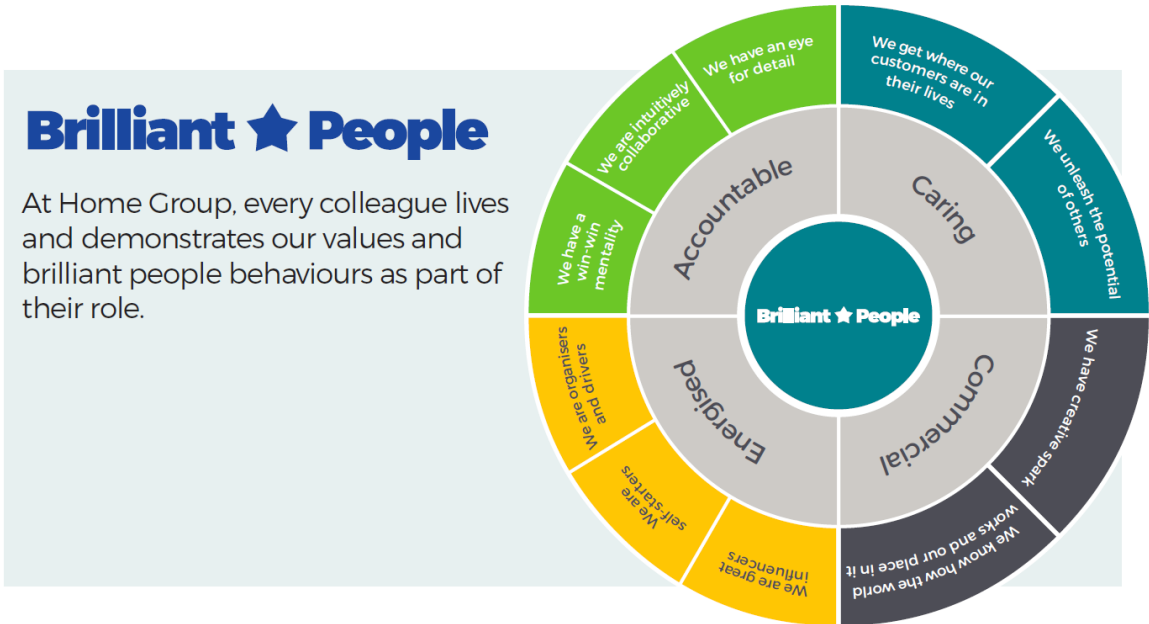 Brilliant People
At Home Group, every colleague lives
and demonstrates our values and
brilliant people behaviours as part of
their role.
We have an eye
for detail
We get where our
customers are in
their lives
We are intuitively
collaborative
We unleash the potential
of others
We have a
win-win
mentality
Accountable
Caring
Brilliant People
Energised
Commercial
We are organisers
and drivers
We have creative spark
We are
self-starters
We are great
influencers
We know how the world
works and our place in it